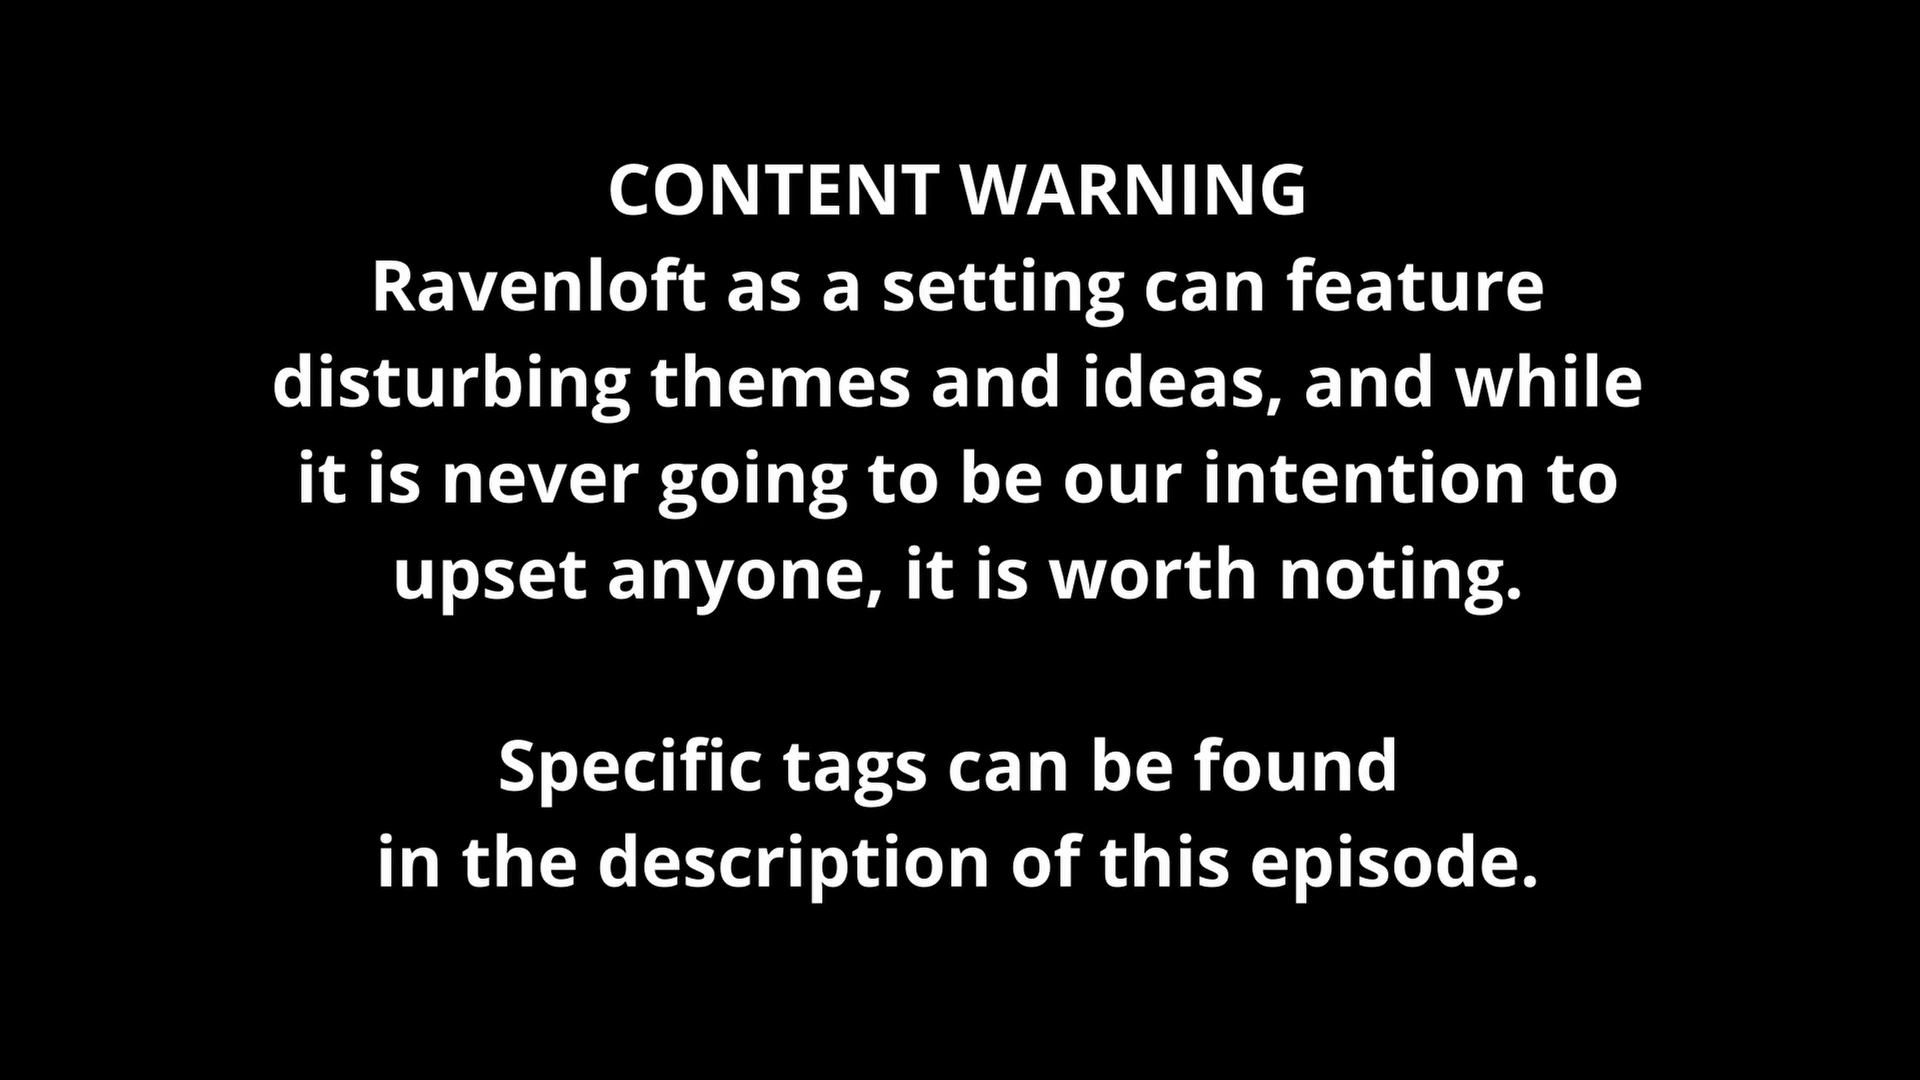 CONTENT WARNING
Ravenloft as a setting can feature
disturbing themes and ideas, and while
it is never going to be our intention to
upset anyone, it is worth noting.
Specific tags can be found
in the description of this episode.